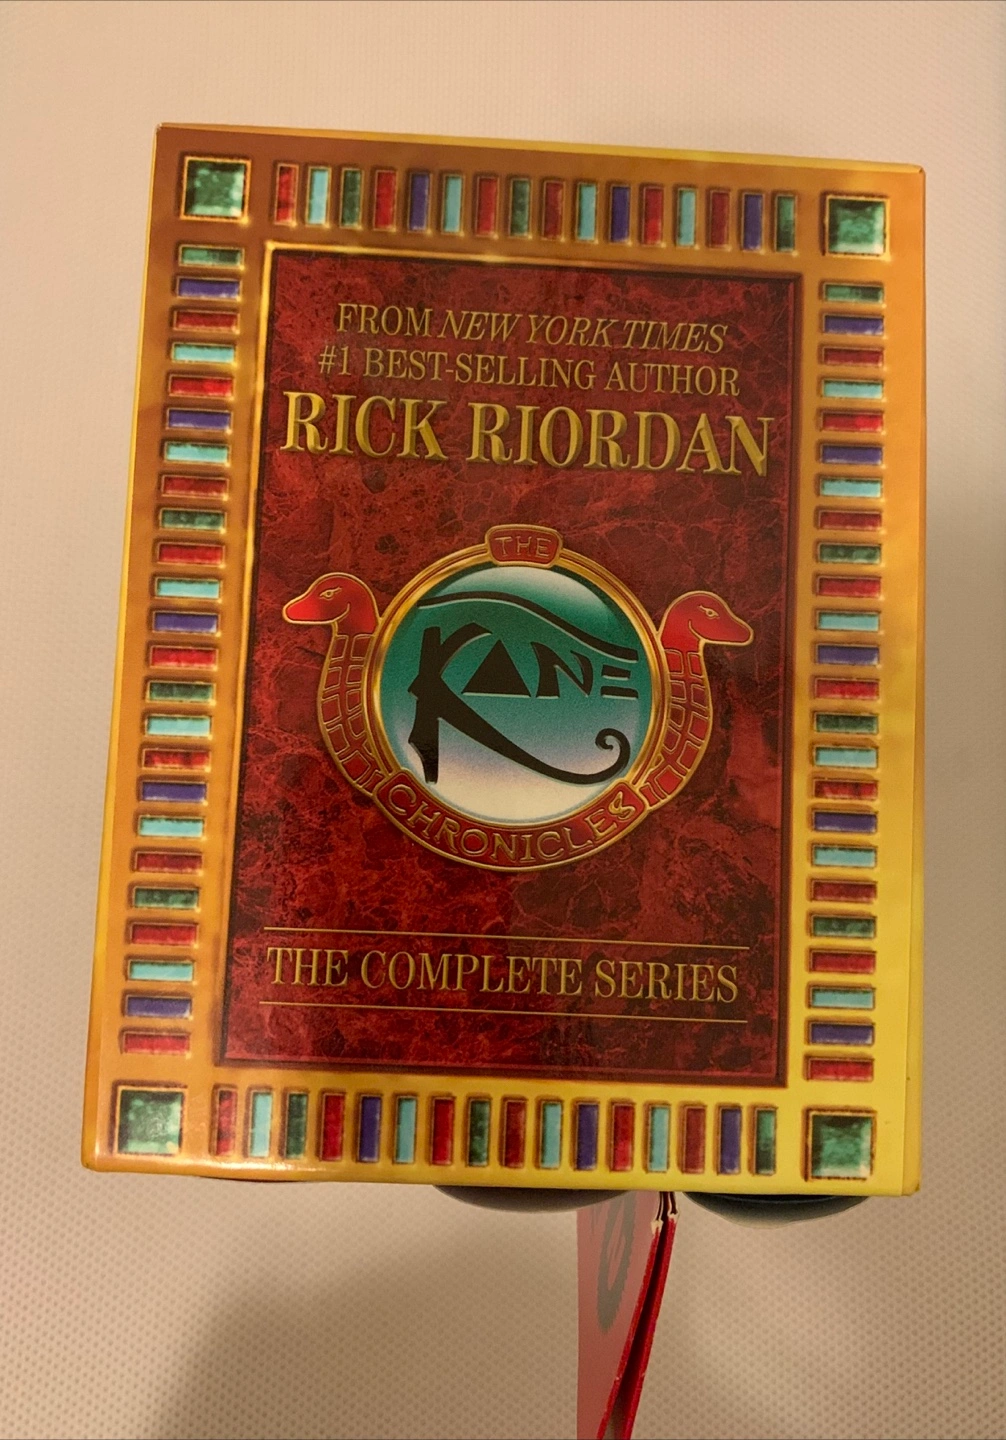 FROM NEW YORK TIMES
#1 BEST-SELLING AUTHOR
RICK RIORDAN
THE
KANE
CHRONICLES
THE COMPLETE SERIES